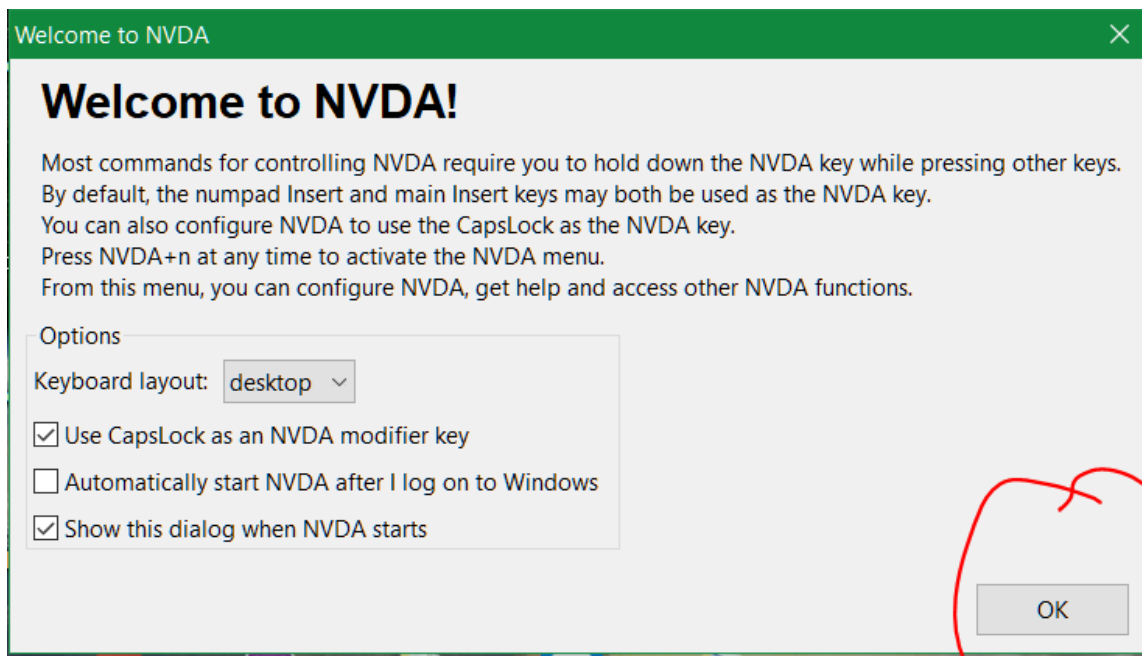 Welcome to NVDA
Welcome to NVDA!
Most commands for controlling NVDA require you to hold down the NVDA key while pressing other keys.
By default, the numpad Insert and main Insert keys may both be used as the NVDA key.
You can also configure NVDA to use the CapsLock as the NVDA key.
Press NVDA+n at any time to activate the NVDA menu.
From this menu, you can configure NVDA, get help and access other NVDA functions.
Options
Keyboard layout: desktop
Use CapsLock as an NVDA modifier key
Automatically start NVDA after I log on to Windows
Show this dialog when NVDA starts
OK